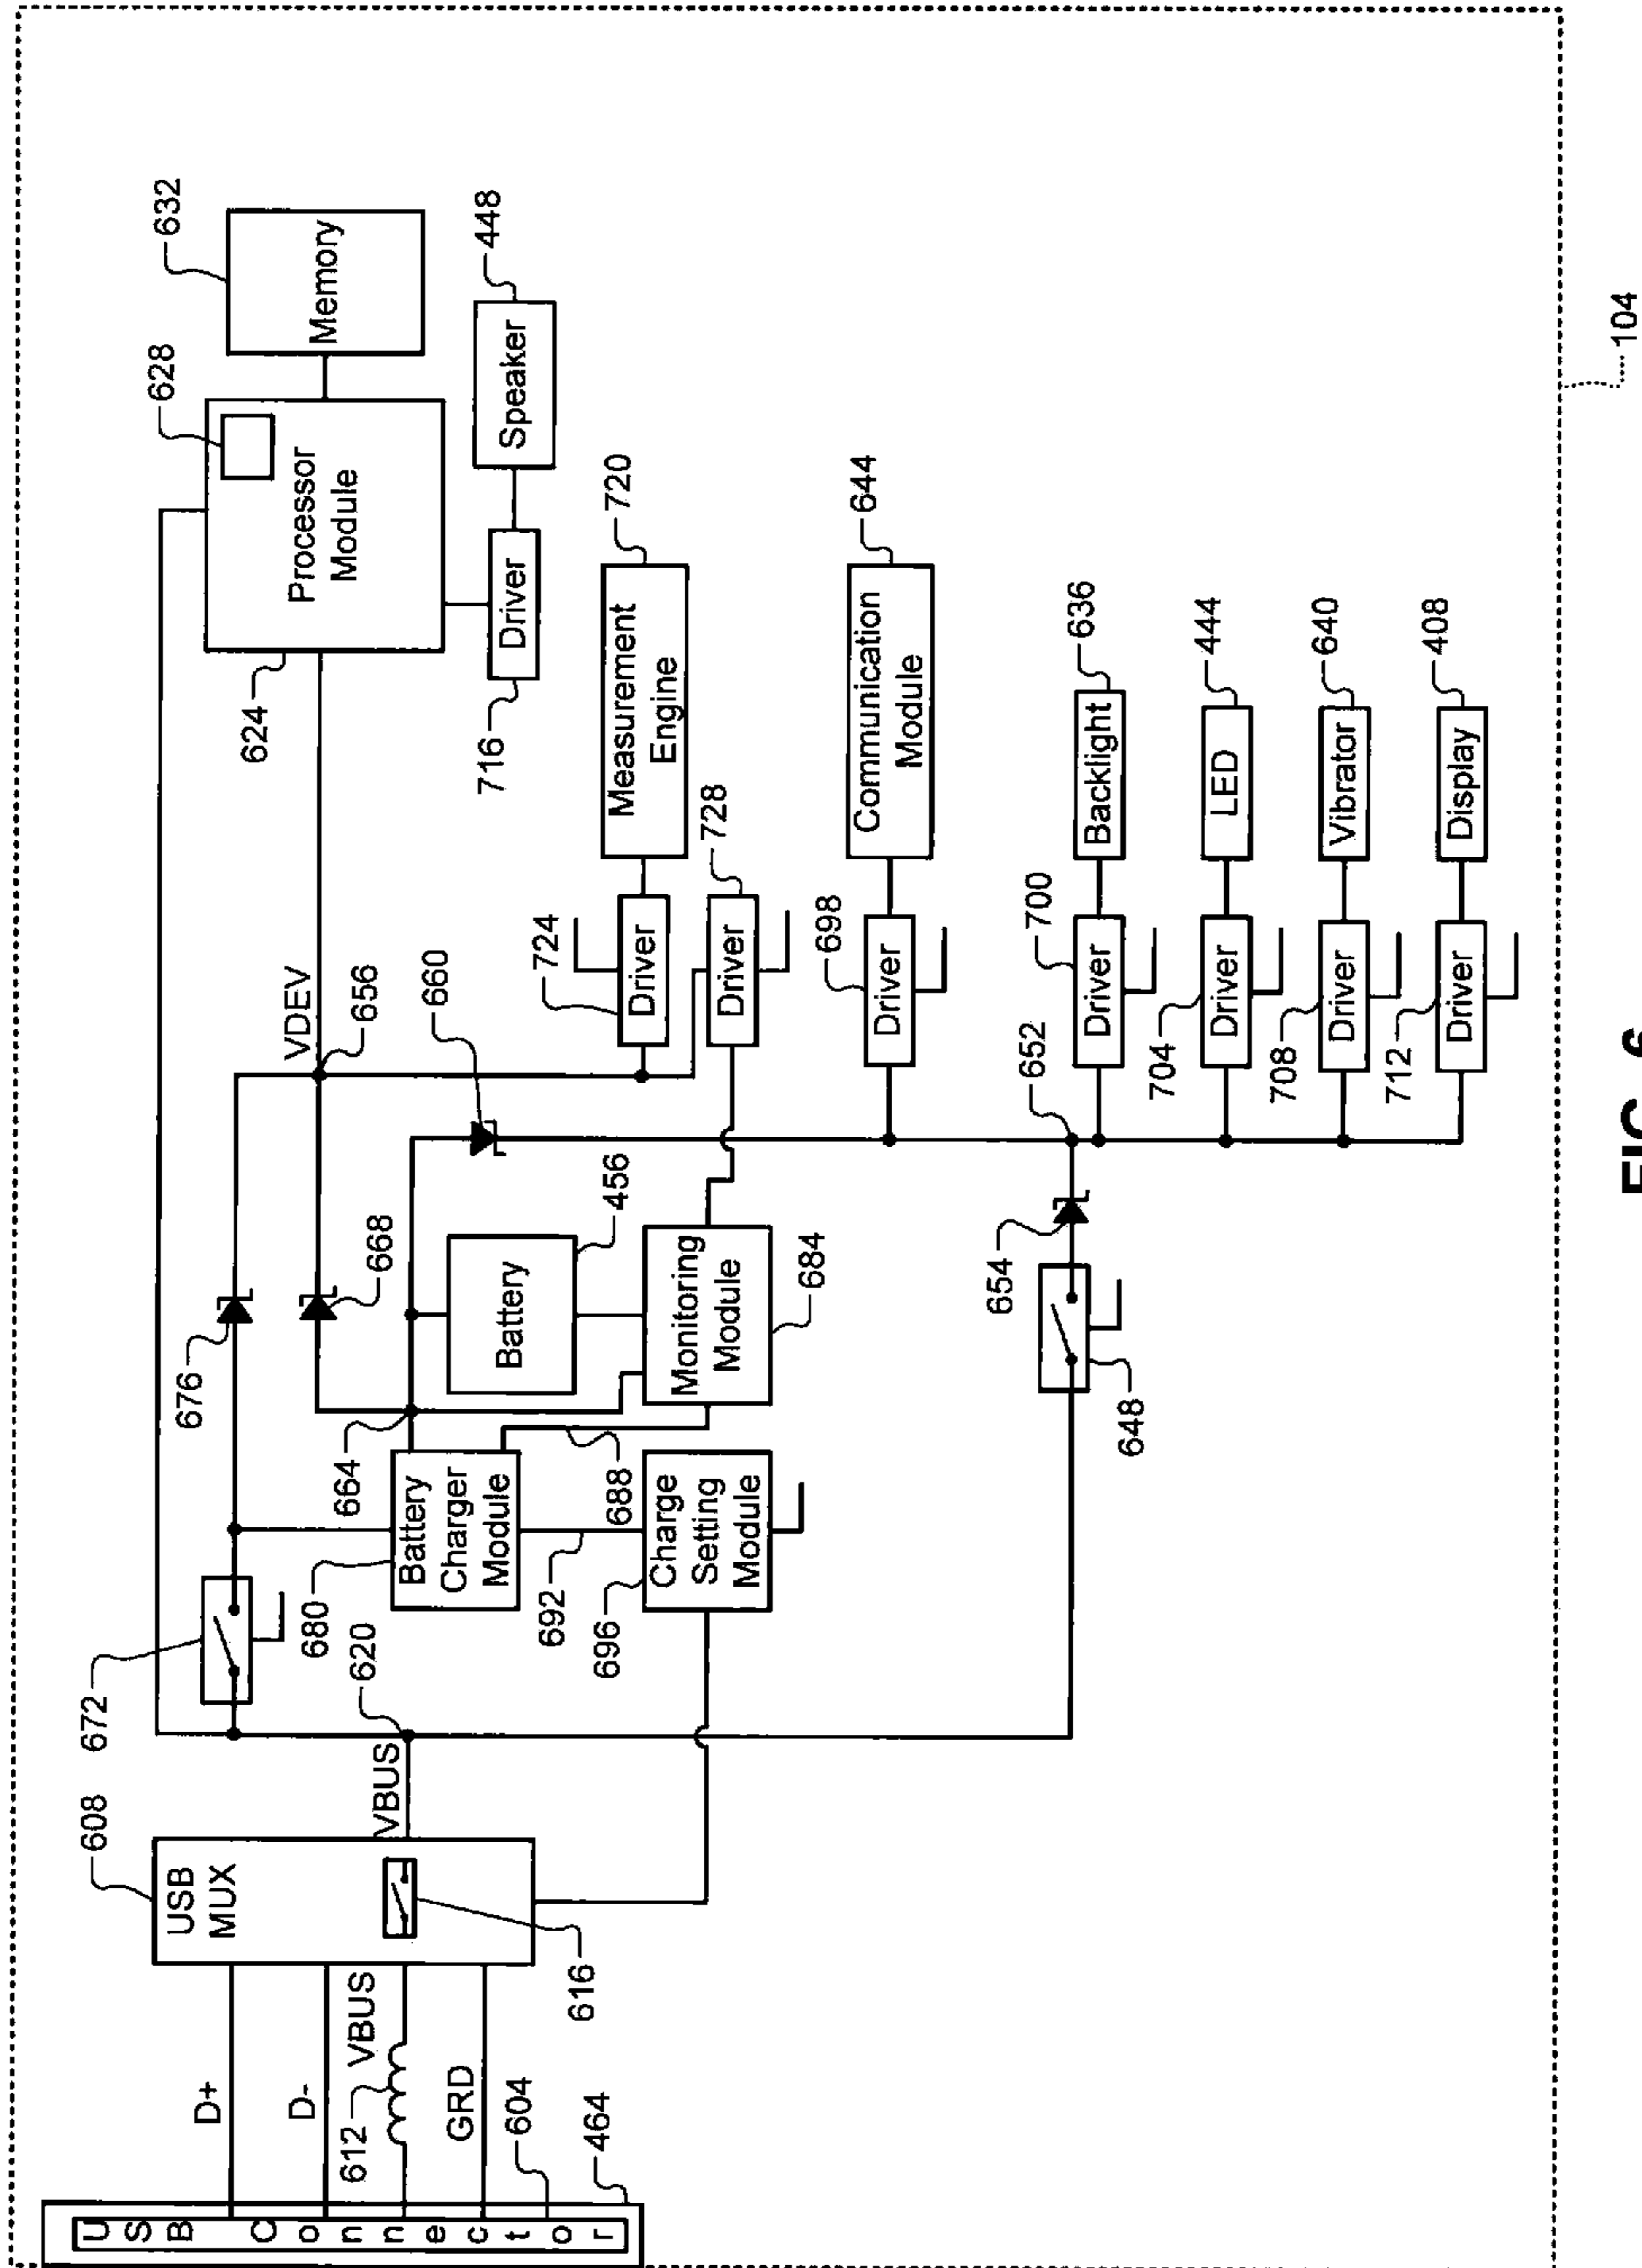 USB Connector
464
604
D+
D-
612
VBUS
GRD
608
USB
MUX
616
VBUS
620
672
676
680
Battery
Charger
Module
664
668
688
692
696
Charge
Setting
Module
Battery
456
Monitoring
Module
684
660
VDEV
656
624
628
Processor
Module
632
Memory
716
Driver
Speaker
448
724
Driver
Measurement
Engine
720
728
Driver
698
Driver
Communication
Module
644
648
654
652
700
Driver
Backlight
636
704
Driver
LED
444
708
Driver
Vibrator
640
712
Driver
Display
408
104
FIG. 6